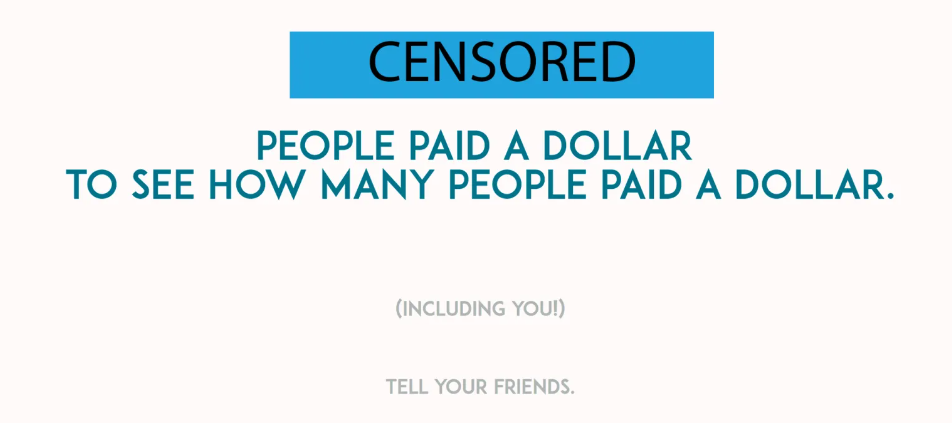 CENSORED
PEOPLE PAID A DOLLAR
TO SEE HOW MANY PEOPLE PAID A DOLLAR.
(INCLUDING YOU!)
TELL YOUR FRIENDS.